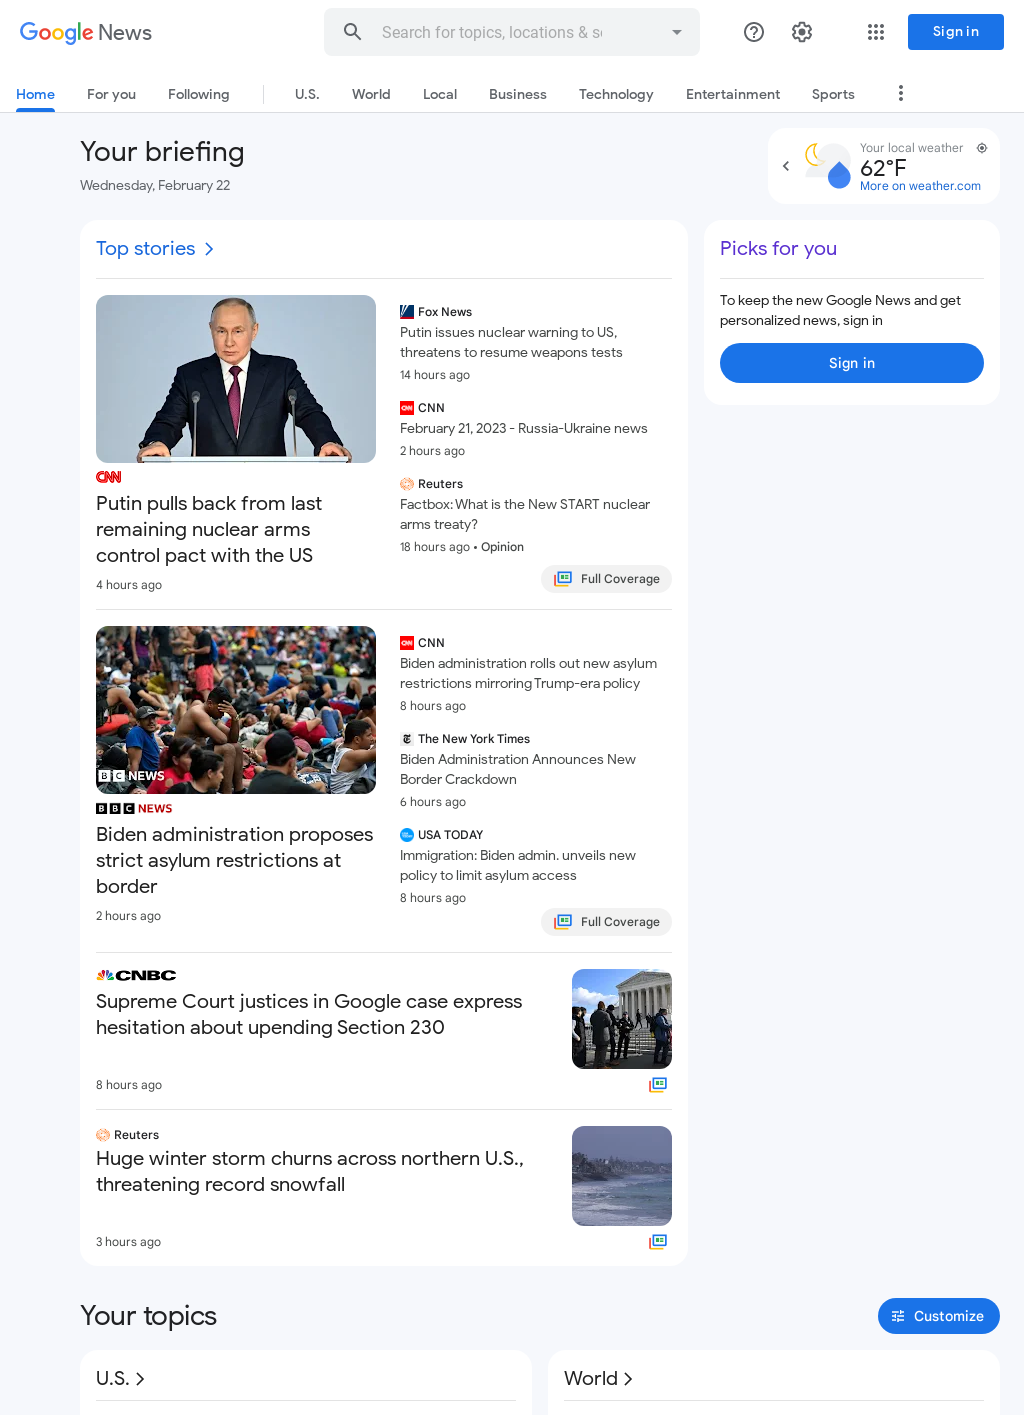 Google News
Search for topics, locations & s
Sign in
Home
For you
Following
U.S.
World
Local
Business
Technology
Entertainment
Sports
Your briefing
Wednesday, February 22
Your local weather
62°F
More on weather.com
Top stories
CNN
Putin pulls back from last
remaining nuclear arms
control pact with the US
4 hours ago
Fox News
Putin issues nuclear warning to US,
threatens to resume weapons tests
14 hours ago
CNN
CNN
February 21, 2023 - Russia-Ukraine news
2 hours ago
Reuters
Factbox: What is the New START nuclear
arms treaty?
18 hours ago • Opinion
Full Coverage
Picks for you
To keep the new Google News and get
personalized news, sign in
Sign in
BBC NEWS
BBC NEWS
Biden administration proposes
strict asylum restrictions at
border
2 hours ago
CNN
CNN
Biden administration rolls out new asylum
restrictions mirroring Trump-era policy
8 hours ago
The New York Times
Biden Administration Announces New
Border Crackdown
6 hours ago
USA TODAY
Immigration: Biden admin. unveils new
policy to limit asylum access
8 hours ago
Full Coverage
CNBC
Supreme Court justices in Google case express
hesitation about upending Section 230
8 hours ago
Reuters
Huge winter storm churns across northern U.S.,
threatening record snowfall
3 hours ago
Your topics
Customize
U.S.
World